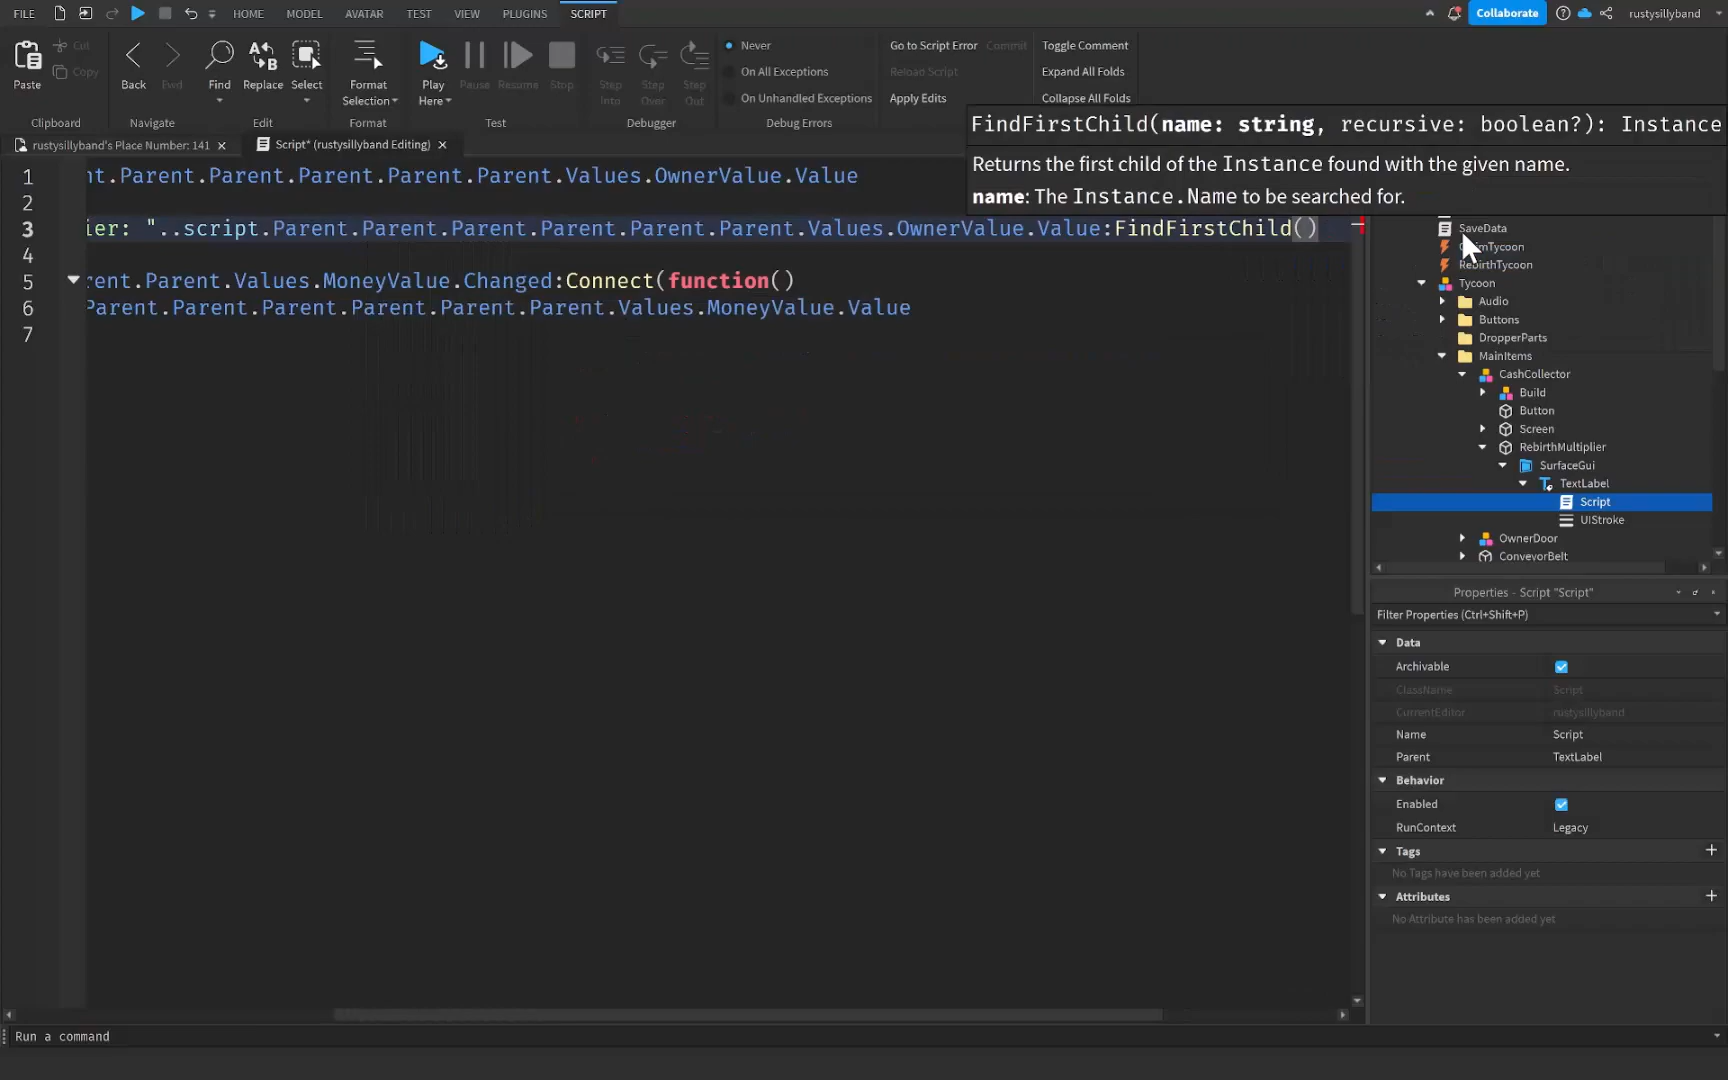 FILE HOME MODEL AVATAR TEST VIEW PLUGINS SCRIPT Collaborate rustysillyband
Paste Cut Copy
Back Fwd Find Replace Select Format Selection Play Here Pause Resume Stop Step Into Step Over Step Out
Never Go to Script Error Commit Toggle Comment
On All Exceptions Reload Script Expand All Folds
On Unhandled Exceptions Apply Edits Collapse All Folds
Clipboard Navigate Edit Format Test Debugger Debug Errors
FindFirstChild(name: string, recursive: boolean?): Instance
Returns the first child of the Instance found with the given name.
name: The Instance.Name to be searched for.
rustysillyband's Place Number: 141 × Script* (rustysillyband Editing) ×
1 nt.Parent.Parent.Parent.Parent.Parent.Values.OwnerValue.Value
2
3 ier: "..script.Parent.Parent.Parent.Parent.Parent.Parent.Values.OwnerValue.Value:FindFirstChild()
4
5 rent.Parent.Values.MoneyValue.Changed:Connect(function()
6 Parent.Parent.Parent.Parent.Parent.Parent.Values.MoneyValue.Value
7
SaveData
imTycoon
RebirthTycoon
Tycoon
Audio
Buttons
DropperParts
MainItems
CashCollector
Build
Button
Screen
RebirthMultiplier
SurfaceGui
TextLabel
Script
UIStroke
OwnerDoor
ConveyorBelt
Properties - Script "Script"
Filter Properties (Ctrl+Shift+P)
Data
Archivable
ClassName Script
CurrentEditor rustysillyband
Name Script
Parent TextLabel
Behavior
Enabled
RunContext Legacy
Tags
No Tags have been added yet
Attributes
No Attribute has been added yet
Run a command